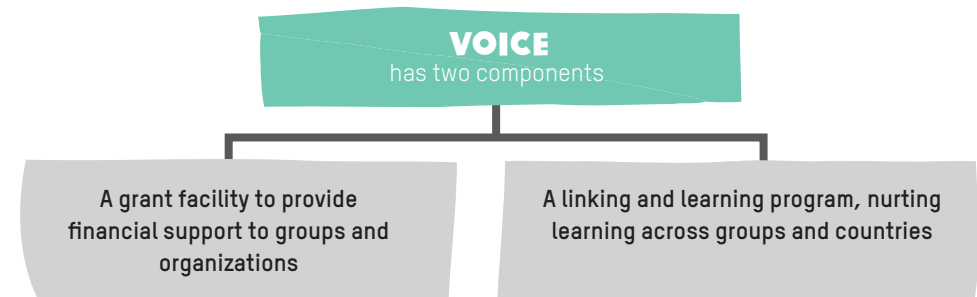 VOICE
has two components
A grant facility to provide
financial support to groups and
organizations
A linking and learning program, nurting
learning across groups and countries